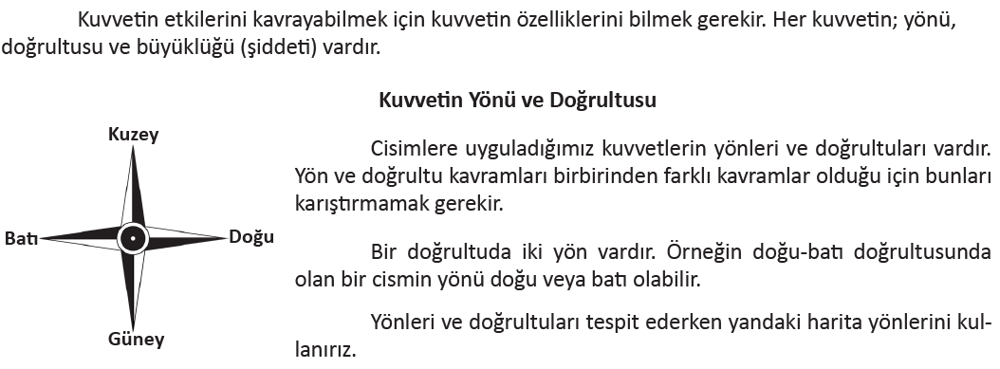 Kuvvetin etkilerini kavrayabilmek için kuvvetin özelliklerini bilmek gerekir. Her kuvvetin; yönü,
doğrultusu ve büyüklüğü (şiddeti) vardır.
Kuvvetin Yönü ve Doğrultusu
Kuzey
Batı
Doğu
Güney
Cisimlere uyguladığımız kuvvetlerin yönleri ve doğrultuları vardır.
Yön ve doğrultu kavramları birbirinden farklı kavramlar olduğu için bunları
karıştırmamak gerekir.
Bir doğrultuda iki yön vardır. Örneğin doğu-batı doğrultusunda
olan bir cismin yönü doğu veya batı olabilir.
Yönleri ve doğrultuları tespit ederken yandaki harita yönlerini kul-
lanırız.